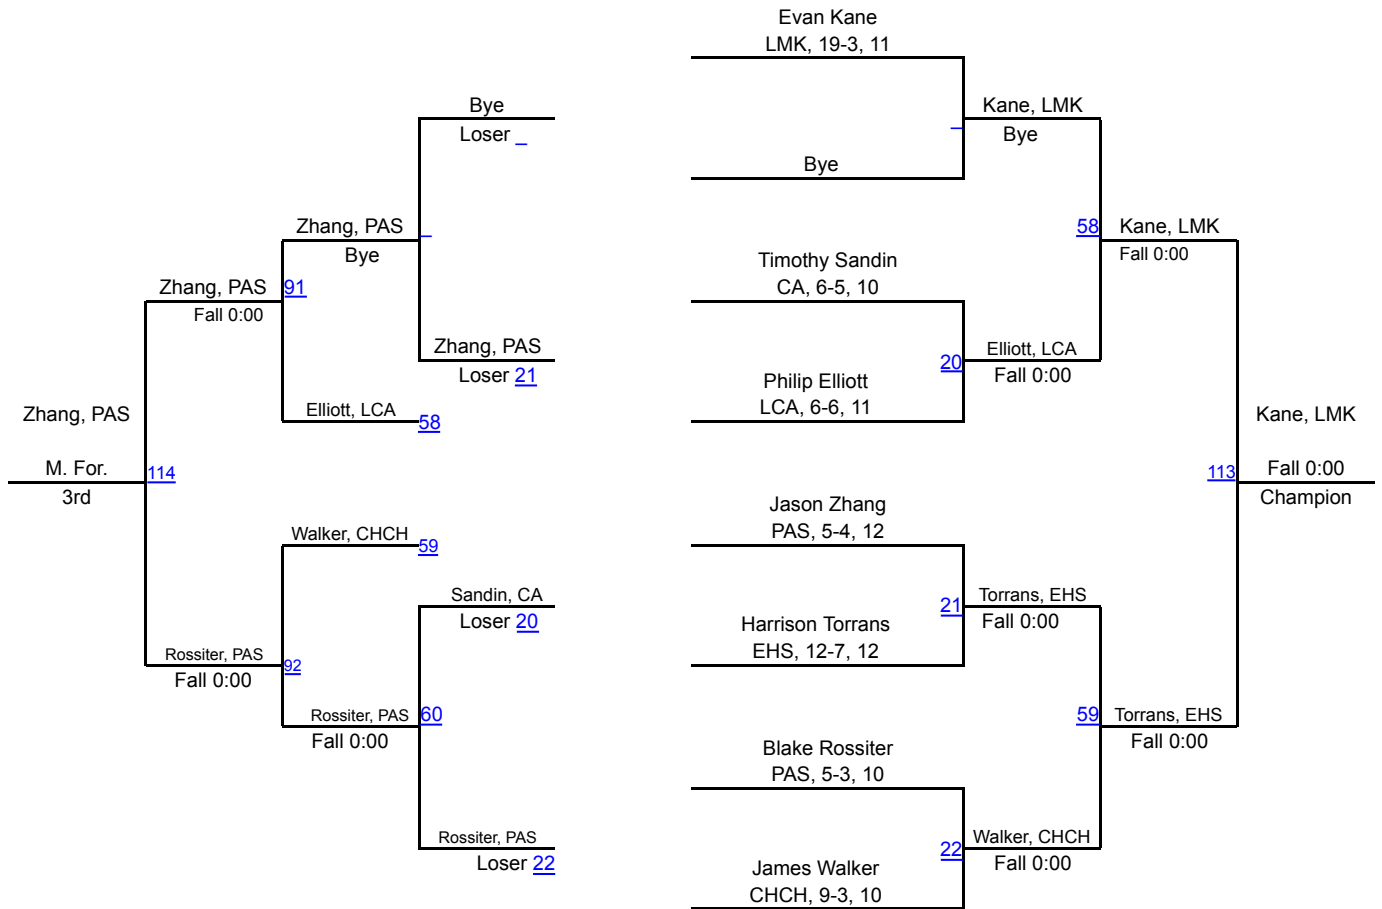 Evan Kane
LMK, 19-3, 11
Bye
Loser _
Kane, LMK
_
Bye
Bye
Zhang, PAS
_
Bye
58
Kane, LMK
Fall 0:00
Timothy Sandin
CA, 6-5, 10
Zhang, PAS
91
Fall 0:00
Zhang, PAS
Loser 21
20
Elliott, LCA
Fall 0:00
Philip Elliott
LCA, 6-6, 11
Elliott, LCA
58
Zhang, PAS
Kane, LMK
M. For.
114
3rd
113
Fall 0:00
Champion
Jason Zhang
PAS, 5-4, 12
Walker, CHCH
59
Sandin, CA
Loser 20
21
Torrans, EHS
Fall 0:00
Harrison Torrans
EHS, 12-7, 12
Rossiter, PAS
92
Fall 0:00
Rossiter, PAS
60
Fall 0:00
59
Torrans, EHS
Fall 0:00
Blake Rossiter
PAS, 5-3, 10
Rossiter, PAS
Loser 22
22
Walker, CHCH
Fall 0:00
James Walker
CHCH, 9-3, 10